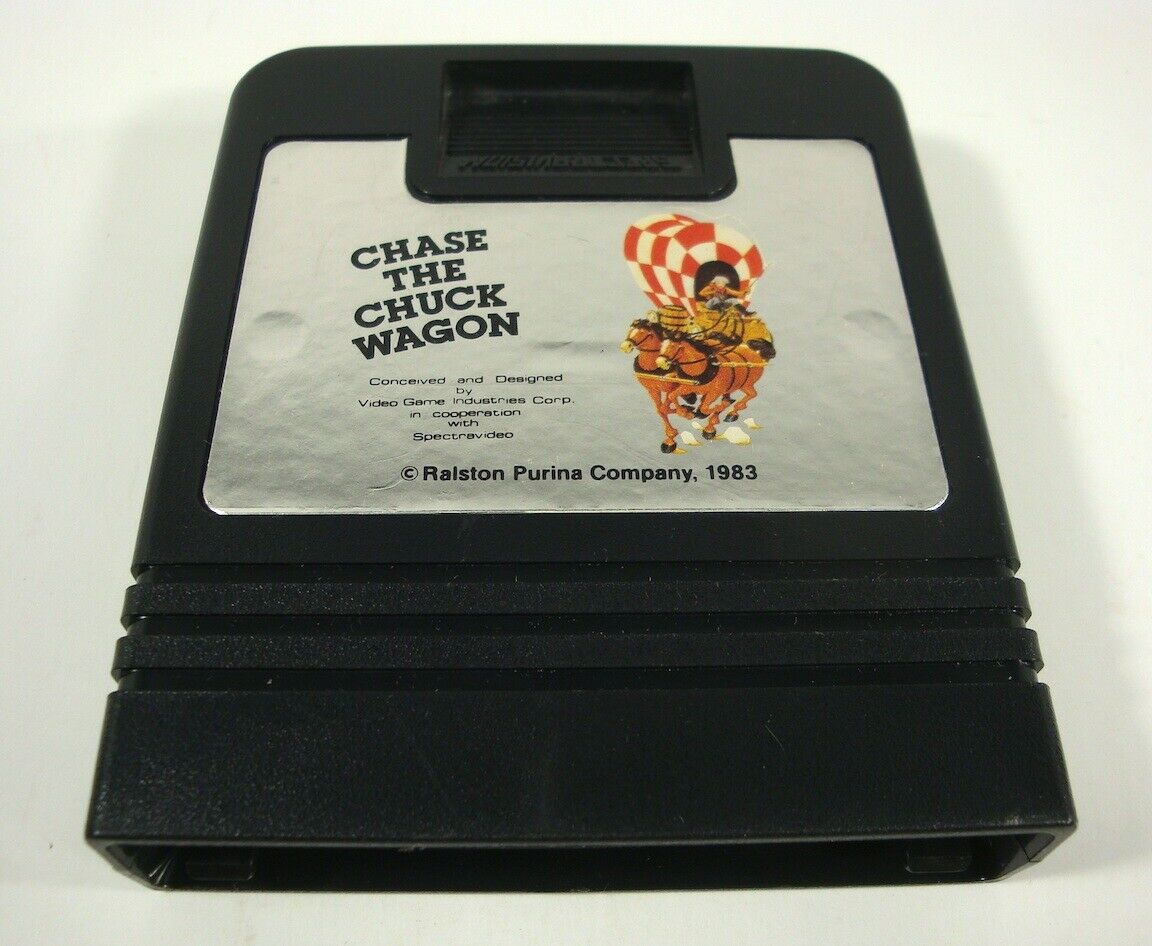 CHASE
THE
CHUCK
WAGON
Conceived and Designed
by
Video Game Industries Corp.
in cooperation
with
Spectravideo
© Ralston Purina Company, 1983